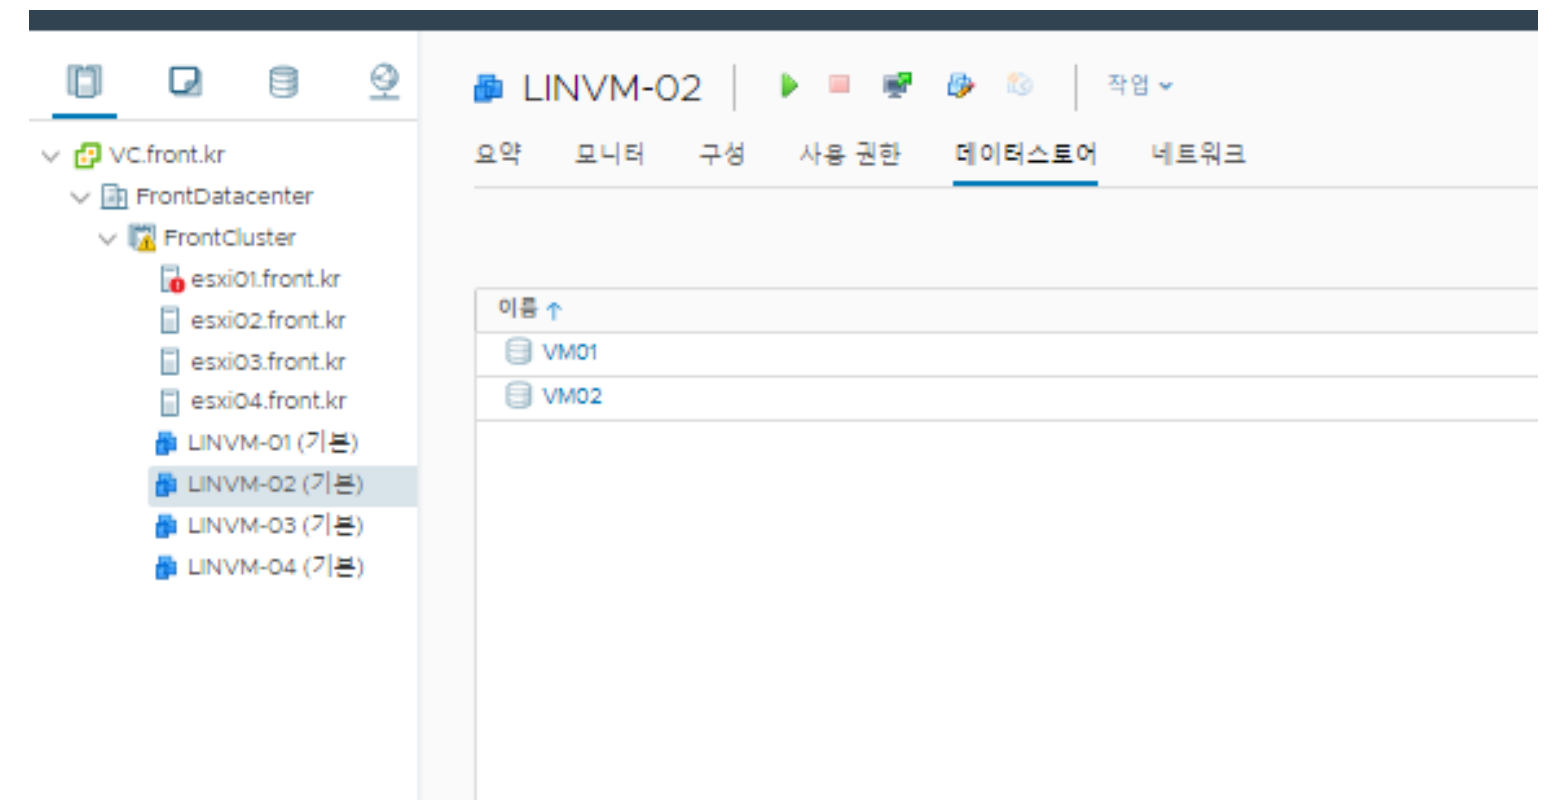 LINVM-02
작업
요약 모니터 구성 사용 권한 데이터스토어 네트워크
VC.front.kr
FrontDatacenter
FrontCluster
esxi01.front.kr
esxi02.front.kr
esxi03.front.kr
esxi04.front.kr
LINVM-01 (기본)
LINVM-02 (기본)
LINVM-03 (기본)
LINVM-04 (기본)
이름
VM01
VM02